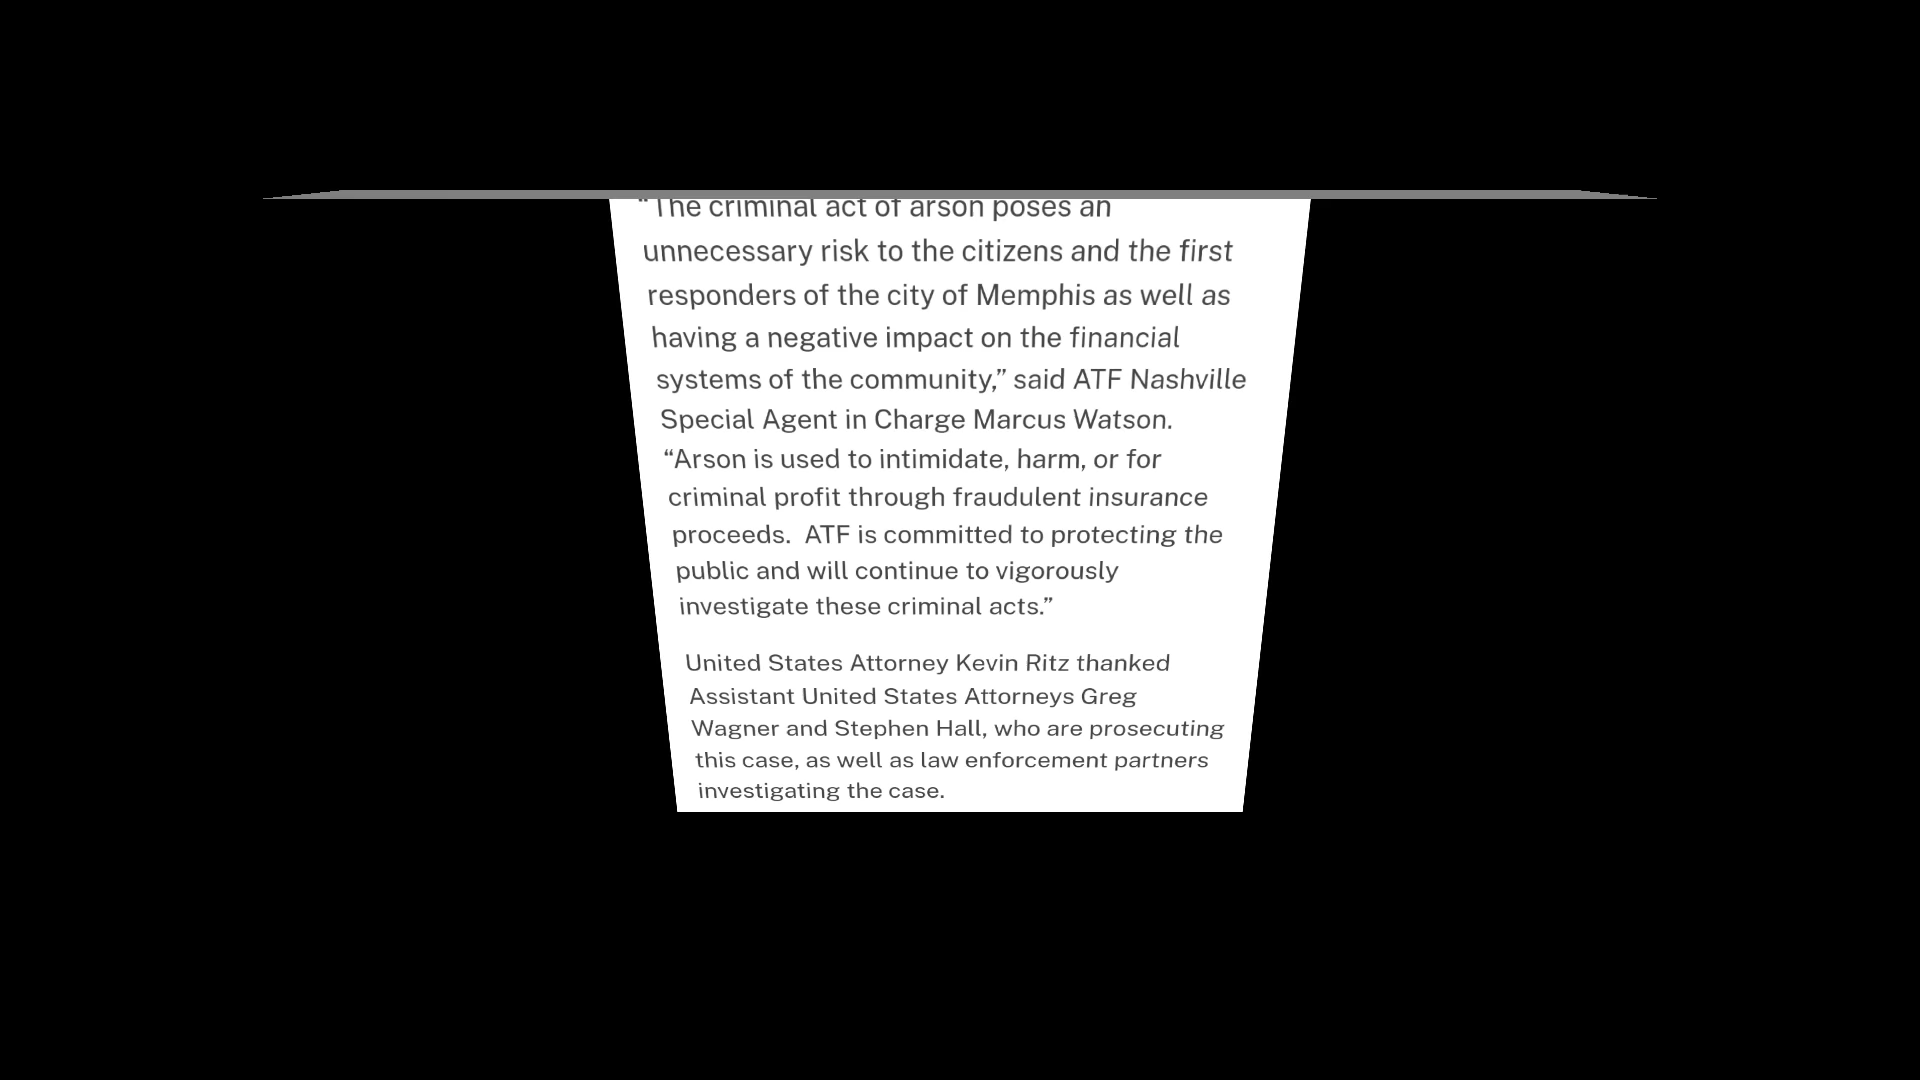 “The criminal act of arson poses an
unnecessary risk to the citizens and the first
responders of the city of Memphis as well as
having a negative impact on the financial
systems of the community,” said ATF Nashville
Special Agent in Charge Marcus Watson.
“Arson is used to intimidate, harm, or for
criminal profit through fraudulent insurance
proceeds.  ATF is committed to protecting the
public and will continue to vigorously
investigate these criminal acts.”
United States Attorney Kevin Ritz thanked
Assistant United States Attorneys Greg
Wagner and Stephen Hall, who are prosecuting
this case, as well as law enforcement partners
investigating the case.